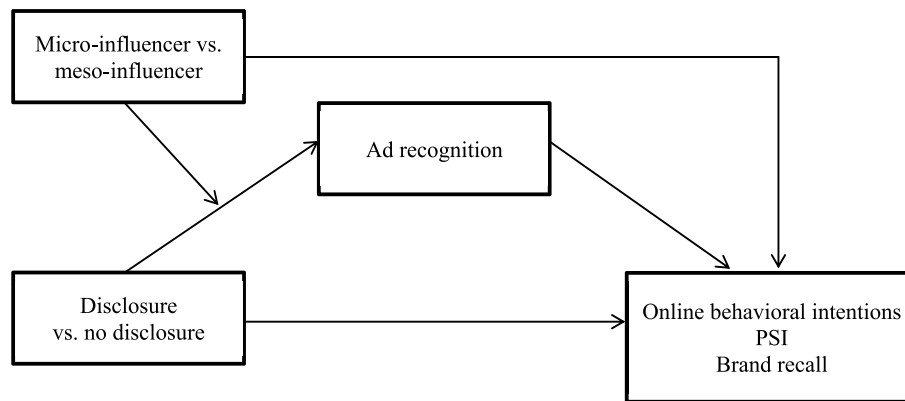 Micro-influencer vs.
meso-influencer
Ad recognition
Disclosure
vs. no disclosure
Online behavioral intentions
PSI
Brand recall